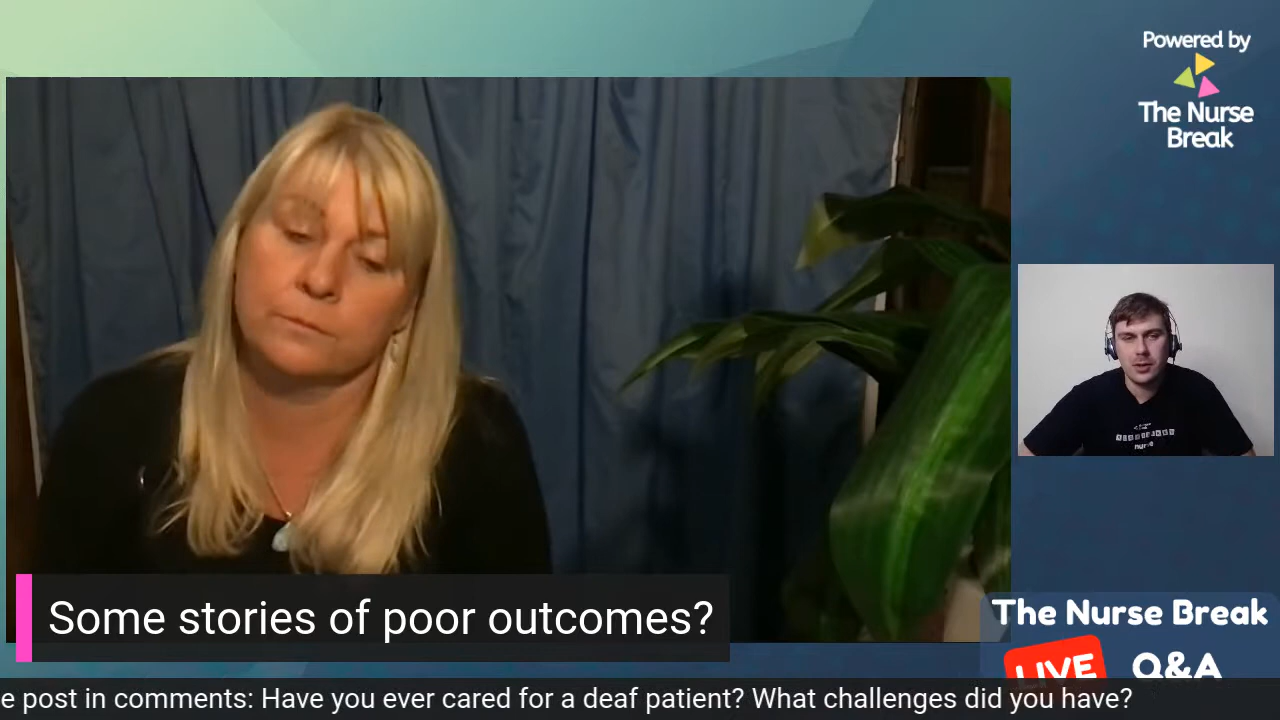 Powered by
The Nurse
Break
nurse
Some stories of poor outcomes?
The Nurse Break
LIVE Q&A
e post in comments: Have you ever cared for a deaf patient? What challenges did you have?